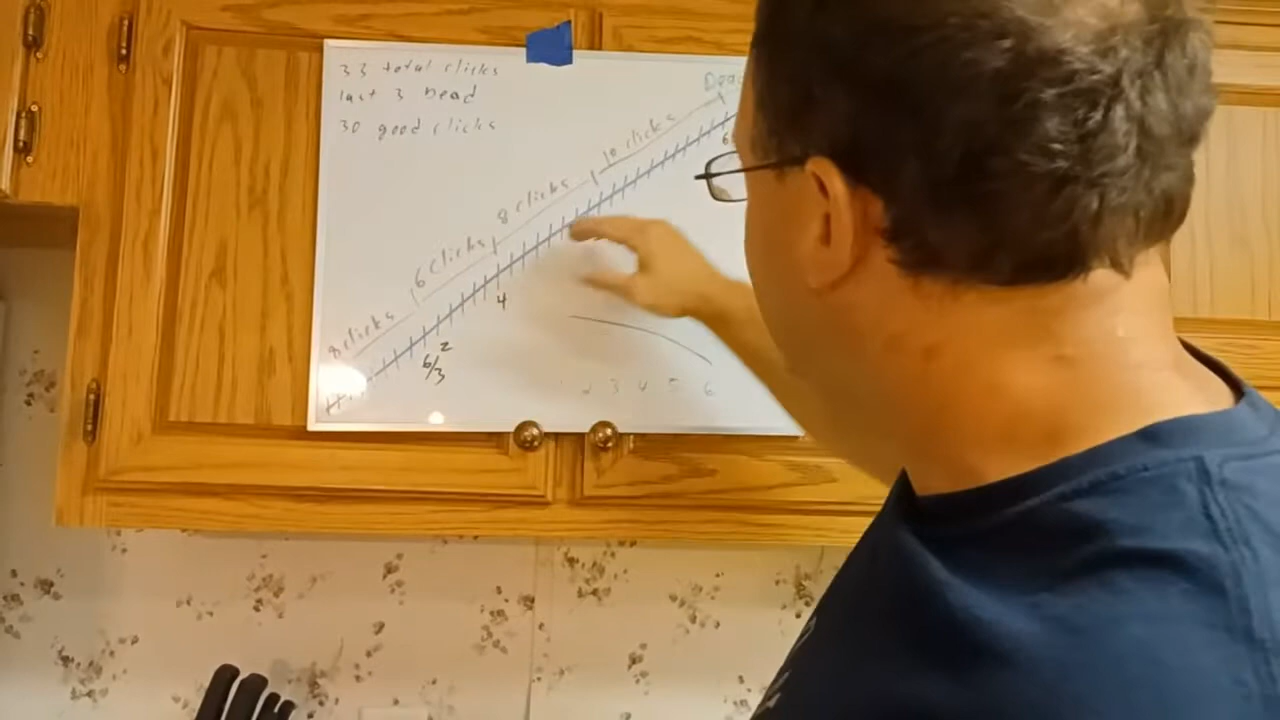 33 total clicks
last 3 Dead
30 good clicks
Dead
10 clicks
8 clicks
6 clicks
8 clicks
6
4
2
6/3
2 3 4 5 6